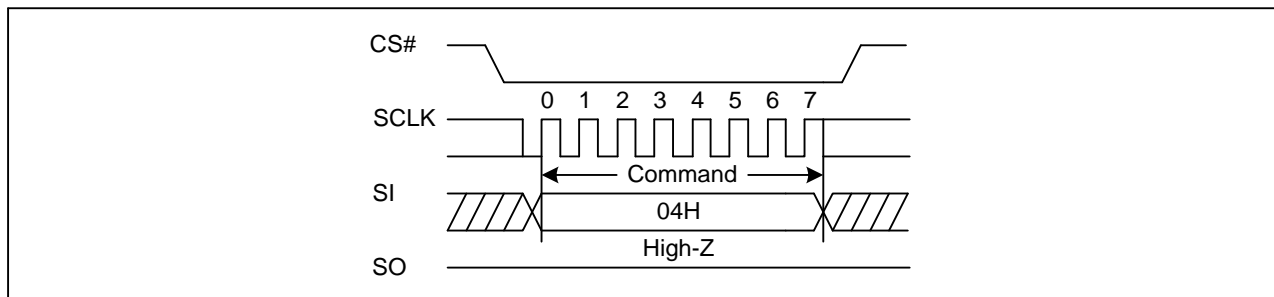 CS#
0 1 2 3 4 5 6 7
SCLK
Command
SI
04H
High-Z
SO